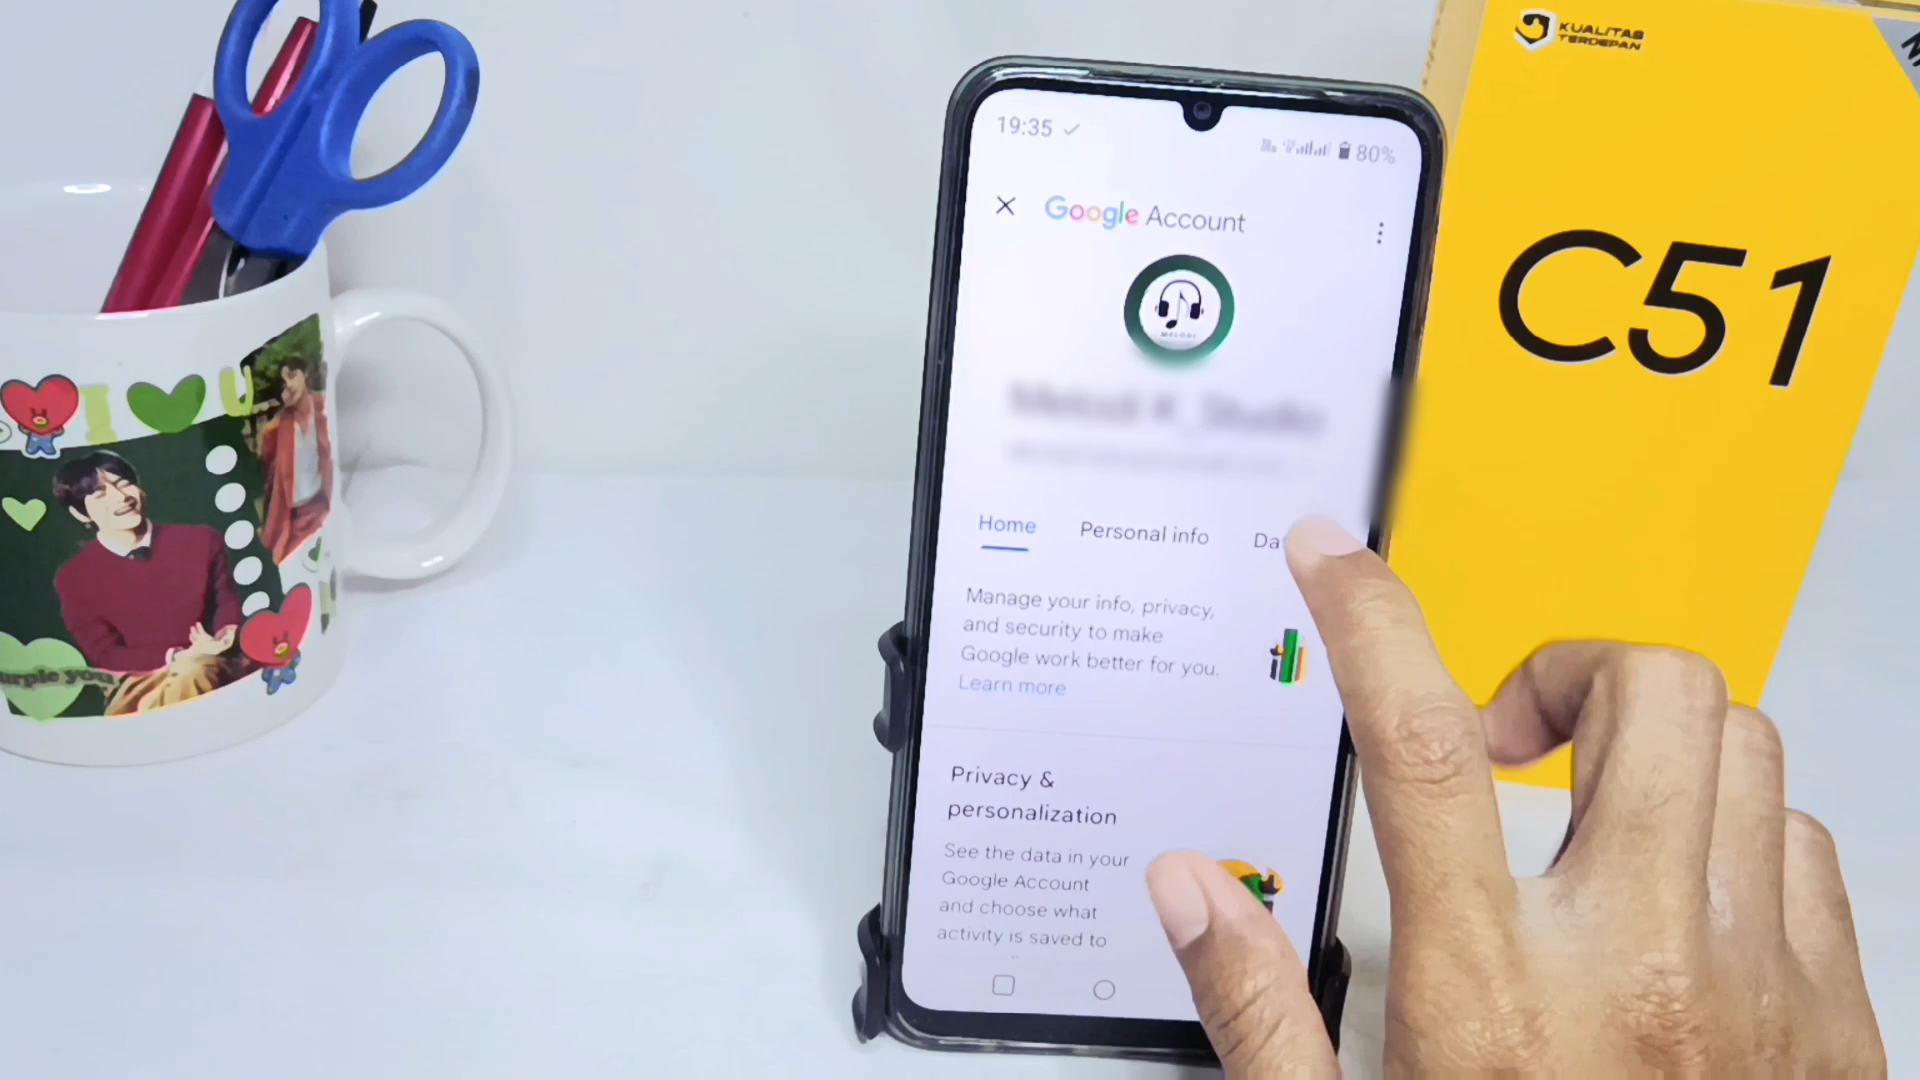 KUALITAS
TERDEPAN
C51
19:35
80%
Google Account
MELODI
Home Personal info
Manage your info, privacy,
and security to make
Google work better for you.
Learn more
Privacy &
personalization
See the data in your
Google Account
and choose what
activity is saved to
I U
urple you